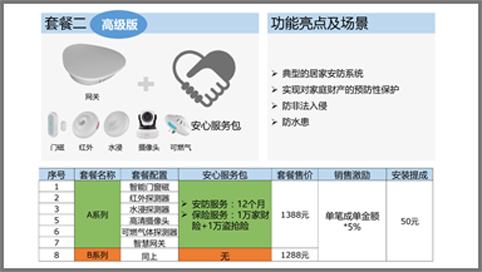 套餐二 高级版
网关
门磁 红外 水浸 摄像头 可燃气
安心服务包
功能亮点及场景
➢ 典型的居家安防系统
➢ 实现对家庭财产的预防性保护
➢ 防非法入侵
➢ 防水患
序号 套餐名称 套餐配置 安心服务包 套餐售价 销售激励 安装提成
1 智能门窗磁
2 红外探测器
3 水浸探测器
4 高清摄像头
5 可燃气体探测器
7 智慧网关
A系列
• 安防服务：12个月
• 保险服务：1万家财
险+1万盗抢险
1388元
单笔成单金额
*5%
50元
8 B系列 同上 无 1288元